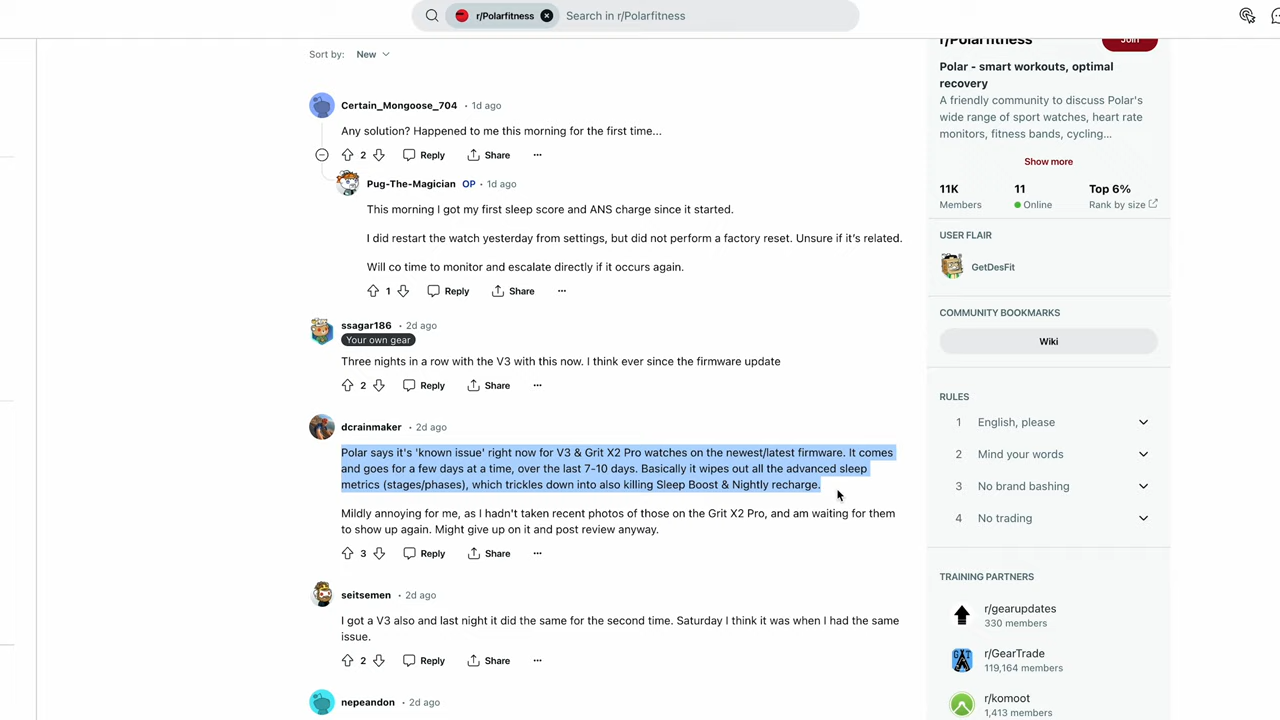 r/Polarfitness
Search in r/Polarfitness
Sort by: New
Certain_Mongoose_704 • 1d ago
Any solution? Happened to me this morning for the first time...
2 Reply Share ...
Pug-The-Magician OP • 1d ago
This morning I got my first sleep score and ANS charge since it started.
I did restart the watch yesterday from settings, but did not perform a factory reset. Unsure if it's related.
Will co time to monitor and escalate directly if it occurs again.
1 Reply Share ...
ssagar186 • 2d ago
Your own gear
Three nights in a row with the V3 with this now. I think ever since the firmware update
2 Reply Share ...
dcrainmaker • 2d ago
Polar says it's 'known issue' right now for V3 & Grit X2 Pro watches on the newest/latest firmware. It comes
and goes for a few days at a time, over the last 7-10 days. Basically it wipes out all the advanced sleep
metrics (stages/phases), which trickles down into also killing Sleep Boost & Nightly recharge.
Mildly annoying for me, as I hadn't taken recent photos of those on the Grit X2 Pro, and am waiting for them
to show up again. Might give up on it and post review anyway.
3 Reply Share ...
seitsemen • 2d ago
I got a V3 also and last night it did the same for the second time. Saturday I think it was when I had the same
issue.
2 Reply Share ...
nepeandon • 2d ago
r/Polarfitness
Join
Polar - smart workouts, optimal
recovery
A friendly community to discuss Polar's
wide range of sport watches, heart rate
monitors, fitness bands, cycling...
Show more
11K 11 Top 6%
Members Online Rank by size
USER FLAIR
GetDesFit
COMMUNITY BOOKMARKS
Wiki
RULES
1 English, please
2 Mind your words
3 No brand bashing
4 No trading
TRAINING PARTNERS
r/gearupdates
330 members
r/GearTrade
119,164 members
r/komoot
1,413 members